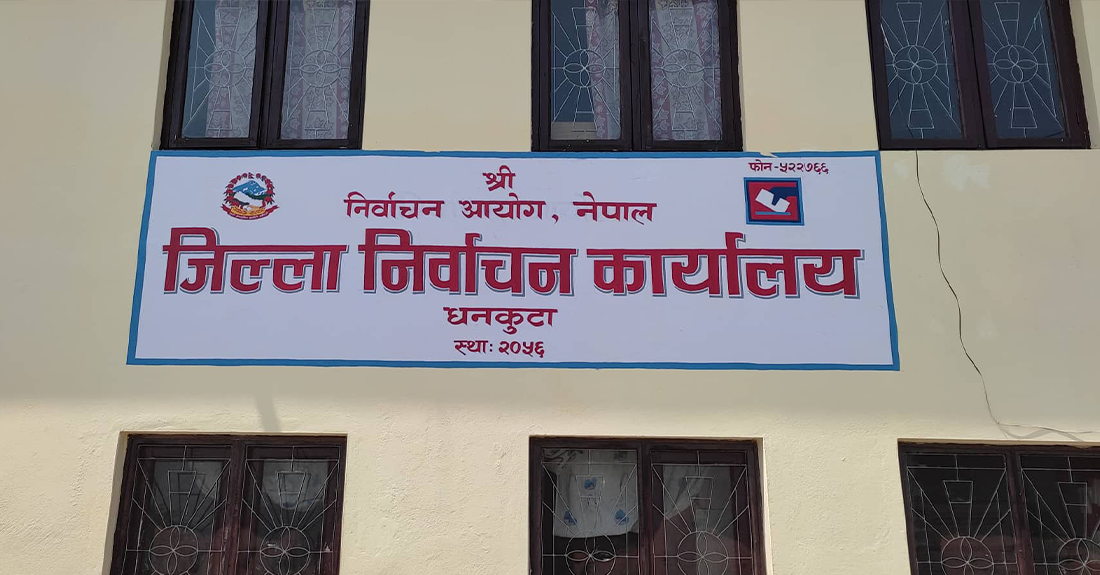 फोन-५२२७६६
श्री
निर्वाचन आयोग, नेपाल
जिल्ला निर्वाचन कार्यालय
धनकुटा
स्था: २०५६